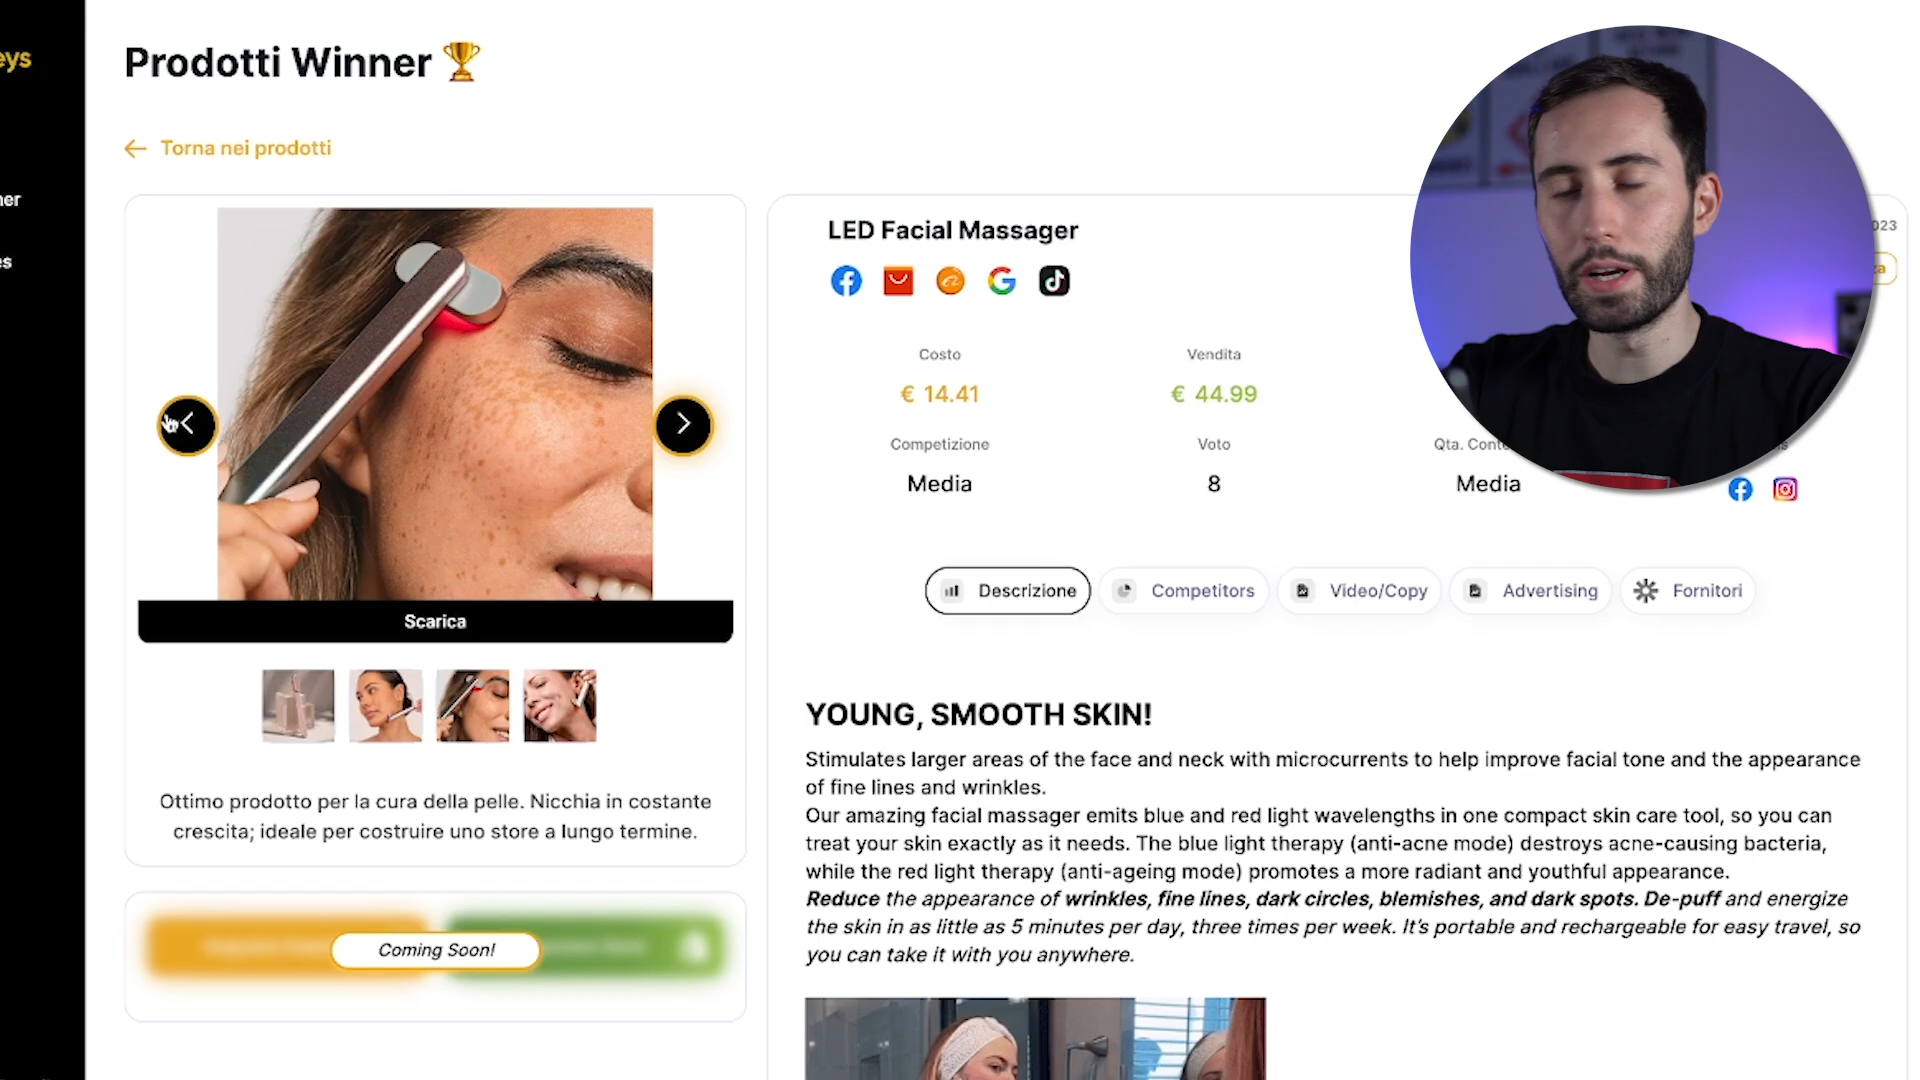 eys
Prodotti Winner
Torna nei prodotti
ner
es
LED Facial Massager
023
za
Costo
Vendita
€ 14.41
€ 44.99
Competizione
Voto
Qta. Conte
Media
8
Media
Scarica
Descrizione
Competitors
Video/Copy
Advertising
Fornitori
Ottimo prodotto per la cura della pelle. Nicchia in costante
crescita; ideale per costruire uno store a lungo termine.
Coming Soon!
YOUNG, SMOOTH SKIN!
Stimulates larger areas of the face and neck with microcurrents to help improve facial tone and the appearance
of fine lines and wrinkles.
Our amazing facial massager emits blue and red light wavelengths in one compact skin care tool, so you can
treat your skin exactly as it needs. The blue light therapy (anti-acne mode) destroys acne-causing bacteria,
while the red light therapy (anti-ageing mode) promotes a more radiant and youthful appearance.
Reduce the appearance of wrinkles, fine lines, dark circles, blemishes, and dark spots. De-puff and energize
the skin in as little as 5 minutes per day, three times per week. It’s portable and rechargeable for easy travel, so
you can take it with you anywhere.